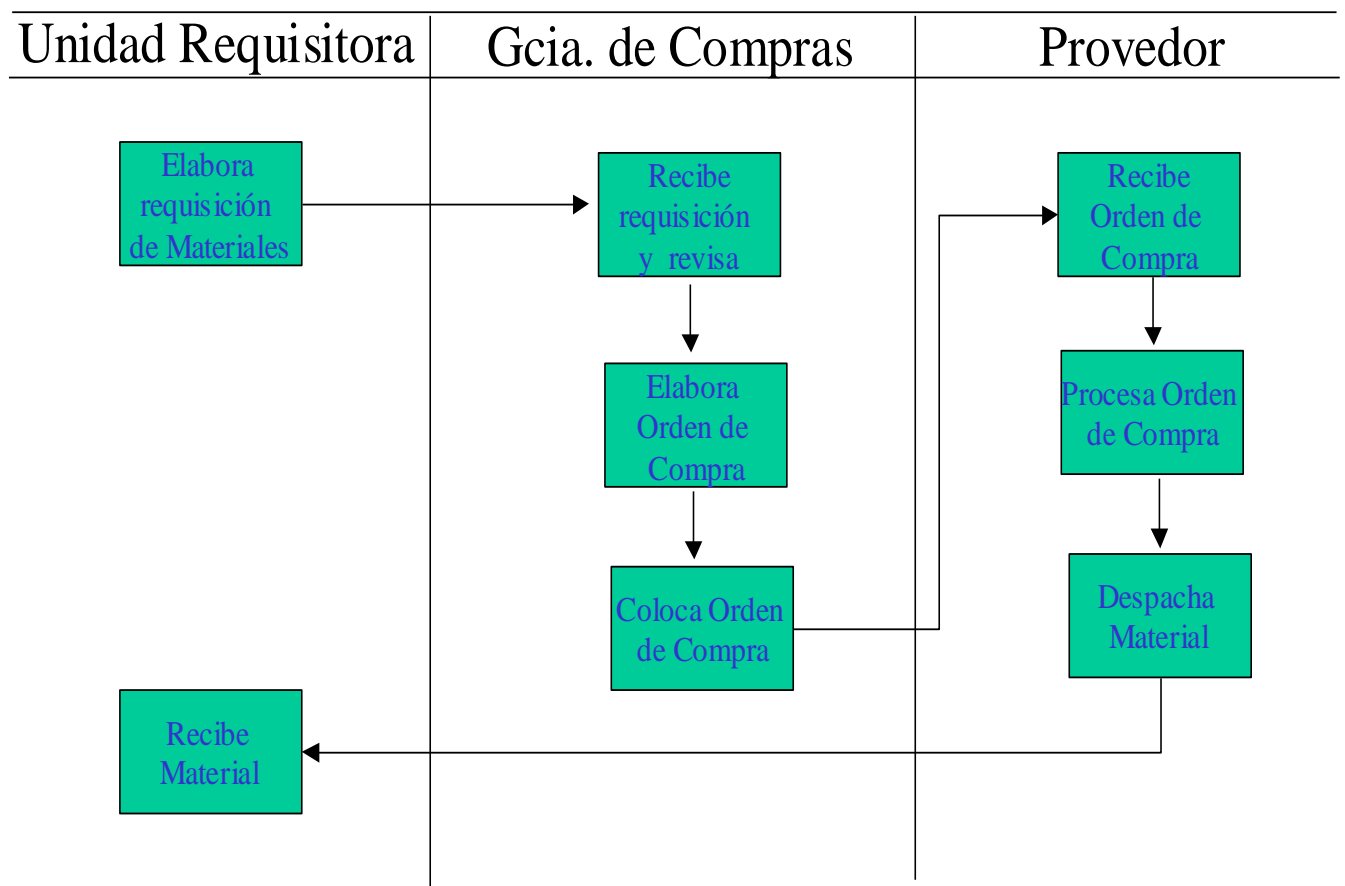 Unidad Requisitora
Gcia. de Compras
Provedor
Elabora
requisición
de Materiales
Recibe
requisición
y revisa
Recibe
Orden de
Compra
Elabora
Orden de
Compra
Procesa Orden
de Compra
Coloca Orden
de Compra
Despacha
Material
Recibe
Material